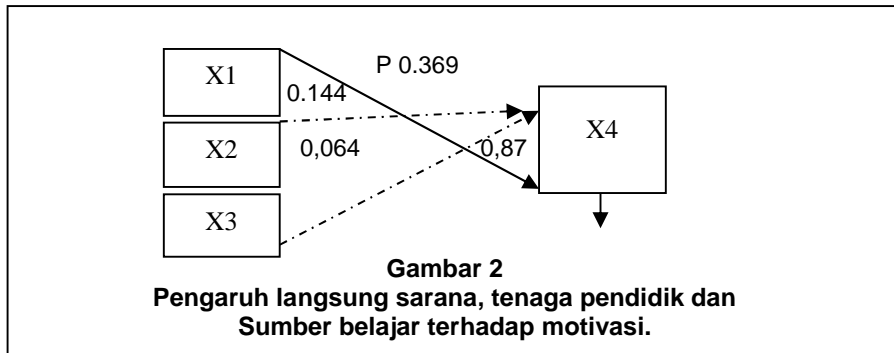 X1
P 0.369
0.144
X4
X2
0,064
0,87
X3
Gambar 2
Pengaruh langsung sarana, tenaga pendidik dan
Sumber belajar terhadap motivasi.